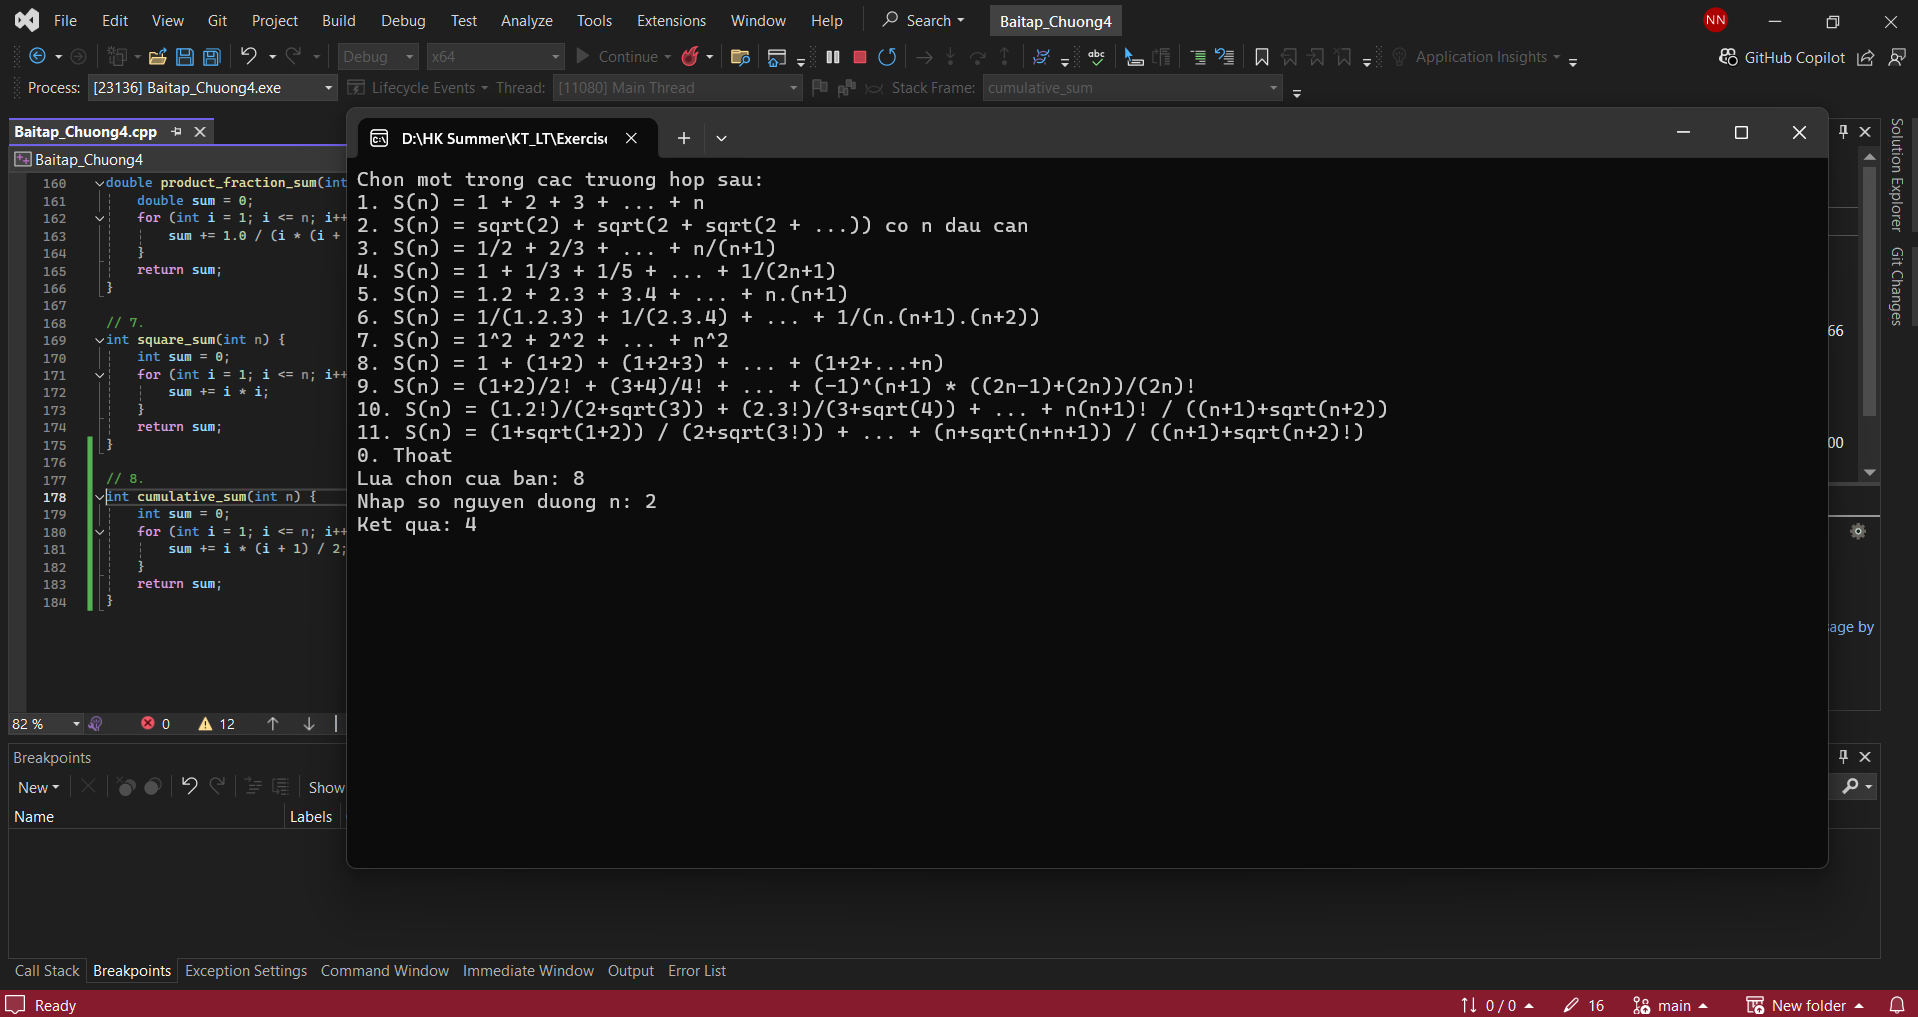 File Edit View Git Project Build Debug Test Analyze Tools Extensions Window Help Search Baitap_Chuong4 NN
Debug x64 Continue Application Insights GitHub Copilot
Process: [23136] Baitap_Chuong4.exe Lifecycle Events Thread: [11080] Main Thread Stack Frame: cumulative_sum
Baitap_Chuong4.cpp
Baitap_Chuong4
160 double product_fraction_sum(int
161 double sum = 0;
162 for (int i = 1; i <= n; i++
163 sum += 1.0 / (i * (i +
164 }
165 return sum;
166 }
167
168 // 7.
169 int square_sum(int n) {
170 int sum = 0;
171 for (int i = 1; i <= n; i++
172 sum += i * i;
173 }
174 return sum;
175 }
176
177 // 8.
178 int cumulative_sum(int n) {
179 int sum = 0;
180 for (int i = 1; i <= n; i++
181 sum += i * (i + 1) / 2;
182 }
183 return sum;
184 }
82 % 0 12
D:\HK Summer\KT_LT\Exercise
Chon mot trong cac truong hop sau:
1. S(n) = 1 + 2 + 3 + ... + n
2. S(n) = sqrt(2) + sqrt(2 + sqrt(2 + ...)) co n dau can
3. S(n) = 1/2 + 2/3 + ... + n/(n+1)
4. S(n) = 1 + 1/3 + 1/5 + ... + 1/(2n+1)
5. S(n) = 1.2 + 2.3 + 3.4 + ... + n.(n+1)
6. S(n) = 1/(1.2.3) + 1/(2.3.4) + ... + 1/(n.(n+1).(n+2))
7. S(n) = 1^2 + 2^2 + ... + n^2
8. S(n) = 1 + (1+2) + (1+2+3) + ... + (1+2+...+n)
9. S(n) = (1+2)/2! + (3+4)/4! + ... + (-1)^(n+1) * ((2n-1)+(2n))/(2n)!
10. S(n) = (1.2!)/(2+sqrt(3)) + (2.3!)/(3+sqrt(4)) + ... + n(n+1)! / ((n+1)+sqrt(n+2))
11. S(n) = (1+sqrt(1+2)) / (2+sqrt(3!)) + ... + (n+sqrt(n+n+1)) / ((n+1)+sqrt(n+2)!)
0. Thoat
Lua chon cua ban: 8
Nhap so nguyen duong n: 2
Ket qua: 4
Solution Explorer
Git Changes
66
00
sage by
Breakpoints
New Show
Name Labels
Call Stack Breakpoints Exception Settings Command Window Immediate Window Output Error List
Ready 0 / 0 16 main New folder